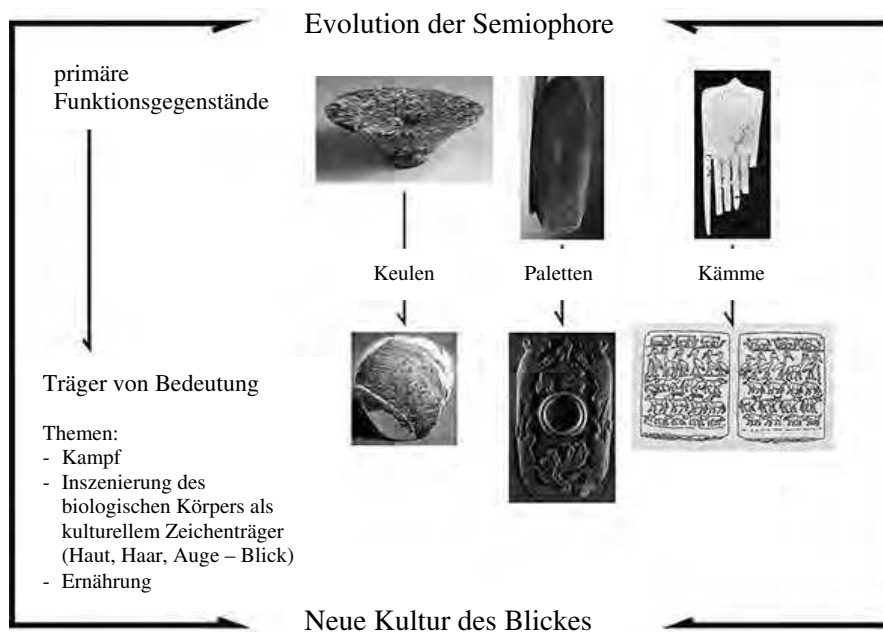 Evolution der Semiophore
primäre
Funktionsgegenstände
Keulen
Paletten
Kämme
Träger von Bedeutung
Themen:
- Kampf
- Inszenierung des
biologischen Körpers als
kulturellem Zeichenträger
(Haut, Haar, Auge – Blick)
- Ernährung
Neue Kultur des Blickes